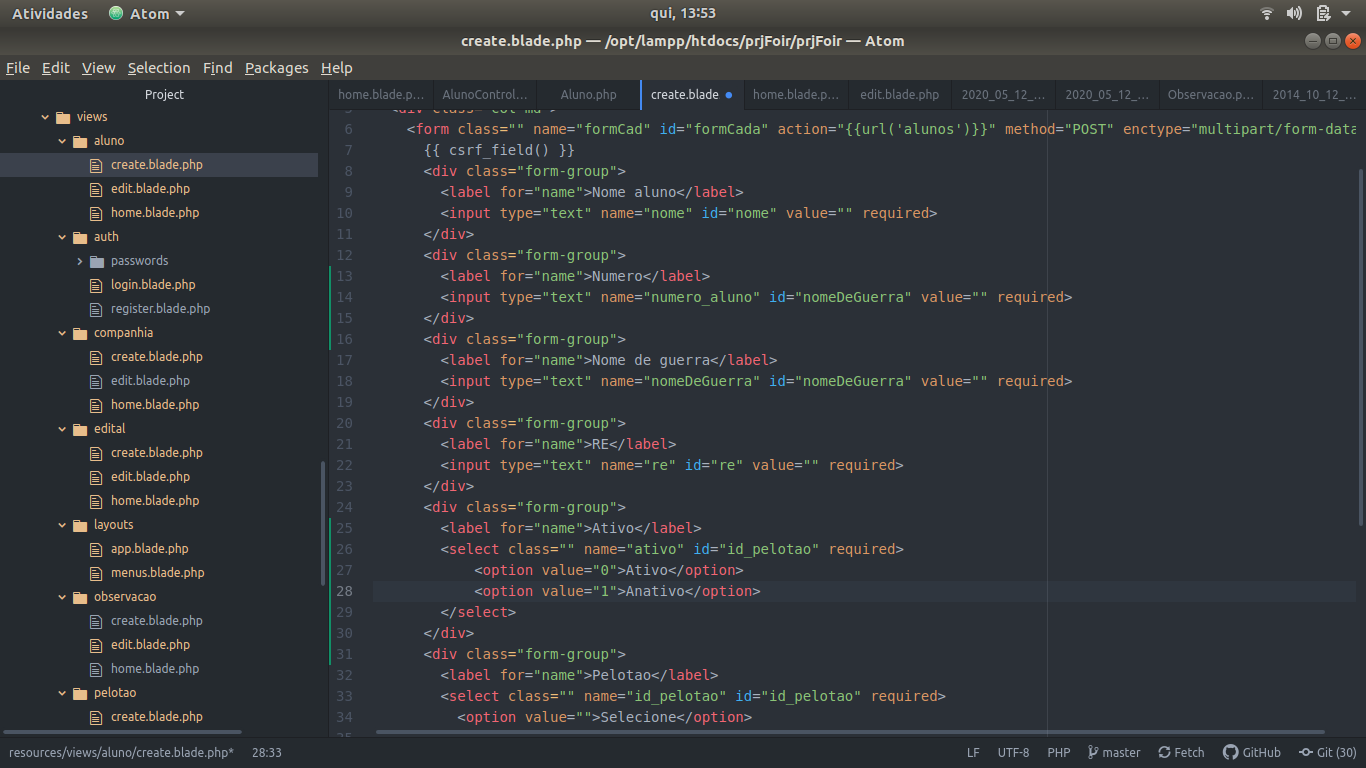 Atividades Atom qui, 13:53
create.blade.php — /opt/lampp/htdocs/prjFoir/prjFoir — Atom
File Edit View Selection Find Packages Help
Project
views
aluno
create.blade.php
edit.blade.php
home.blade.php
auth
passwords
login.blade.php
register.blade.php
companhia
create.blade.php
edit.blade.php
home.blade.php
edital
create.blade.php
edit.blade.php
home.blade.php
layouts
app.blade.php
menus.blade.php
observacao
create.blade.php
edit.blade.php
home.blade.php
pelotao
create.blade.php
home.blade.p... AlunoControl... Aluno.php create.blade home.blade.p... edit.blade.php 2020_05_12_... 2020_05_12_... Observacao.p... 2014_10_12_...
6 <form class="" name="formCad" id="formCada" action="{{url('alunos')}}" method="POST" enctype="multipart/form-data
7 {{ csrf_field() }}
8 <div class="form-group">
9 <label for="name">Nome aluno</label>
10 <input type="text" name="nome" id="nome" value="" required>
11 </div>
12 <div class="form-group">
13 <label for="name">Numero</label>
14 <input type="text" name="numero_aluno" id="nomeDeGuerra" value="" required>
15 </div>
16 <div class="form-group">
17 <label for="name">Nome de guerra</label>
18 <input type="text" name="nomeDeGuerra" id="nomeDeGuerra" value="" required>
19 </div>
20 <div class="form-group">
21 <label for="name">RE</label>
22 <input type="text" name="re" id="re" value="" required>
23 </div>
24 <div class="form-group">
25 <label for="name">Ativo</label>
26 <select class="" name="ativo" id="id_pelotao" required>
27 <option value="0">Ativo</option>
28 <option value="1">Anativo</option>
29 </select>
30 </div>
31 <div class="form-group">
32 <label for="name">Pelotao</label>
33 <select class="" name="id_pelotao" id="id_pelotao" required>
34 <option value="">Selecione</option>
resources/views/aluno/create.blade.php* 28:33 LF UTF-8 PHP master Fetch GitHub Git (30)